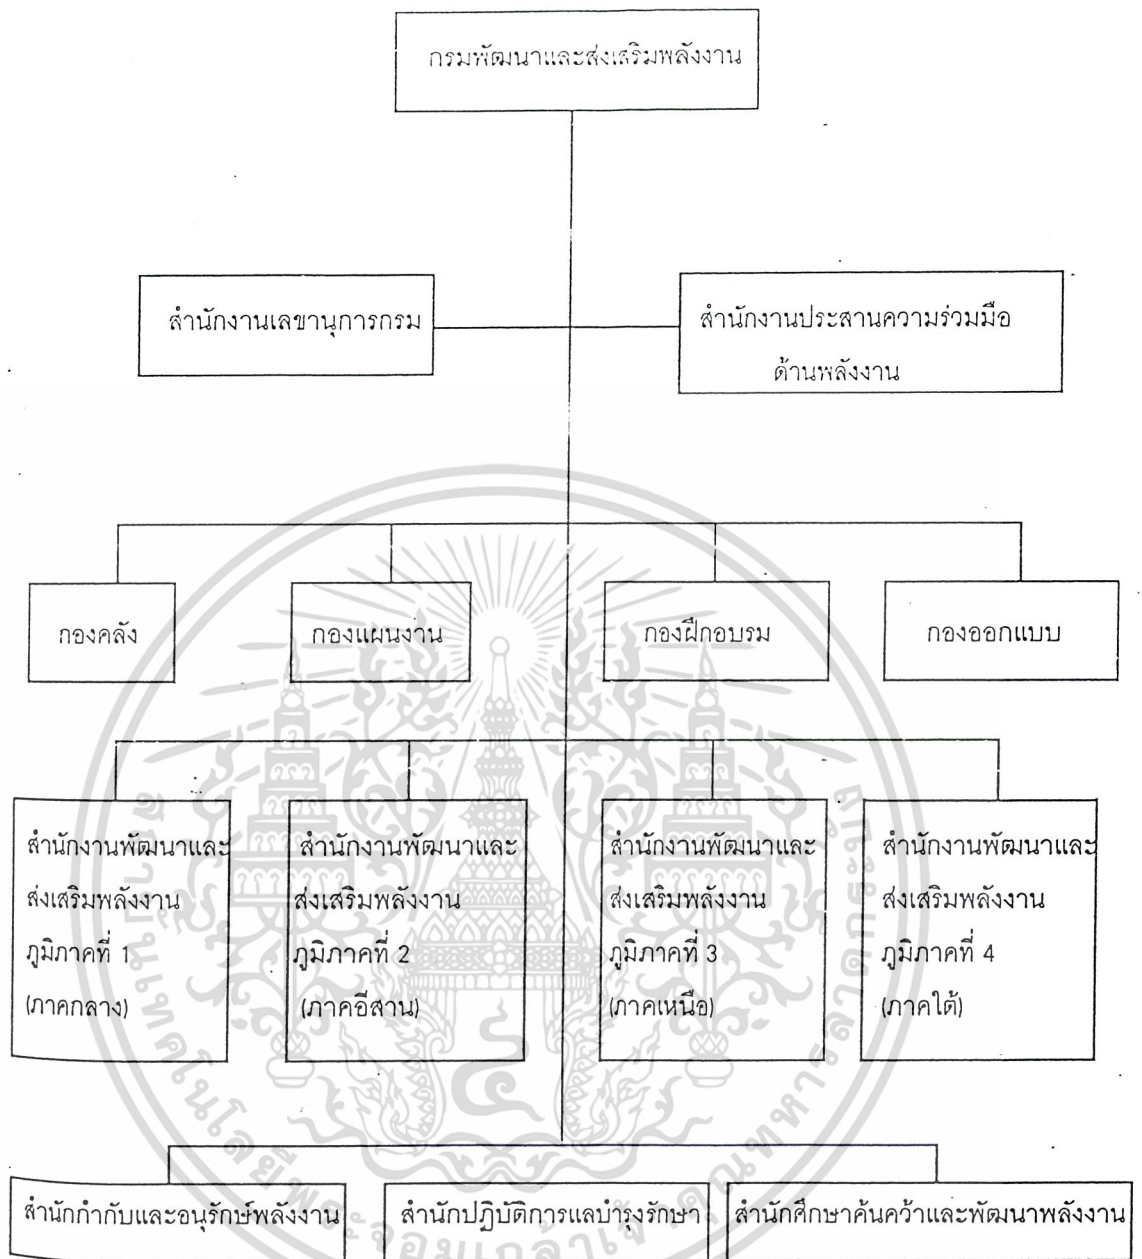 กรมพัฒนาและส่งเสริมพลังงาน
สำนักงานเลขานุการกรม
สำนักงานประสานความร่วมมือ
ด้านพลังงาน
กองคลัง
กองแผนงาน
กองฝึกอบรม
กองออกแบบ
สำนักงานพัฒนาและ
ส่งเสริมพลังงาน
ภูมิภาคที่ 1
(ภาคกลาง)
สำนักงานพัฒนาและ
ส่งเสริมพลังงาน
ภูมิภาคที่ 2
(ภาคอีสาน)
สำนักงานพัฒนาและ
ส่งเสริมพลังงาน
ภูมิภาคที่ 3
(ภาคเหนือ)
สำนักงานพัฒนาและ
ส่งเสริมพลังงาน
ภูมิภาคที่ 4
(ภาคใต้)
สำนักกำกับและอนุรักษ์พลังงาน
สำนักปฏิบัติการแลบำรุงรักษา
สำนักศึกษาค้นคว้าและพัฒนาพลังงาน